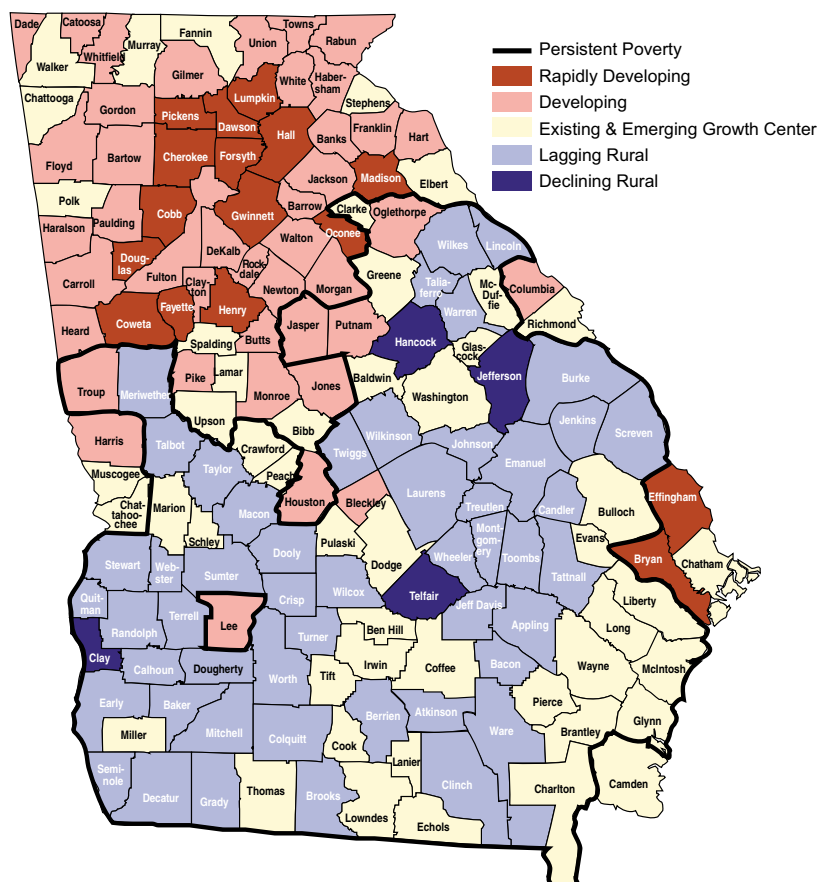 Persistent Poverty
Rapidly Developing
Developing
Existing & Emerging Growth Center
Lagging Rural
Declining Rural
Dade
Catoosa
Whitfield
Walker
Murray
Fannin
Union
Towns
Rabun
Gilmer
White
Haber-
sham
Lumpkin
Stephens
Chattooga
Gordon
Pickens
Dawson
Hall
Banks
Franklin
Hart
Floyd
Bartow
Cherokee
Forsyth
Jackson
Madison
Elbert
Polk
Cobb
Gwinnett
Barrow
Clarke
Oglethorpe
Haralson
Paulding
Oconee
Wilkes
Lincoln
DeKalb
Walton
Doug-
las
Carroll
Fulton
Clay-
ton
Rock-
dale
Newton
Morgan
Greene
Talia-
ferro
Mc-
Duf-
fie
Columbia
Warren
Richmond
Heard
Coweta
Fayette
Henry
Spalding
Butts
Jasper
Putnam
Hancock
Glas-
cock
Jefferson
Burke
Troup
Meriwether
Pike
Lamar
Monroe
Jones
Baldwin
Washington
Upson
Bibb
Jenkins
Screven
Harris
Talbot
Crawford
Twiggs
Wilkinson
Johnson
Emanuel
Taylor
Peach
Muscogee
Chat-
tahoo-
chee
Marion
Macon
Houston
Bleckley
Laurens
Treutlen
Candler
Bulloch
Effingham
Schley
Pulaski
Dodge
Wheeler
Mont-
gom-
ery
Toombs
Evans
Tattnall
Bryan
Chatham
Stewart
Web-
ster
Sumter
Dooly
Crisp
Wilcox
Telfair
Jeff Davis
Appling
Liberty
Long
Quit-
man
Randolph
Terrell
Lee
Turner
Ben Hill
Clay
Calhoun
Dougherty
Worth
Tift
Irwin
Coffee
Bacon
Wayne
McIntosh
Early
Baker
Mitchell
Colquitt
Berrien
Atkinson
Ware
Pierce
Brantley
Glynn
Miller
Cook
Lanier
Clinch
Charlton
Camden
Semi-
nole
Decatur
Grady
Thomas
Brooks
Lowndes
Echols